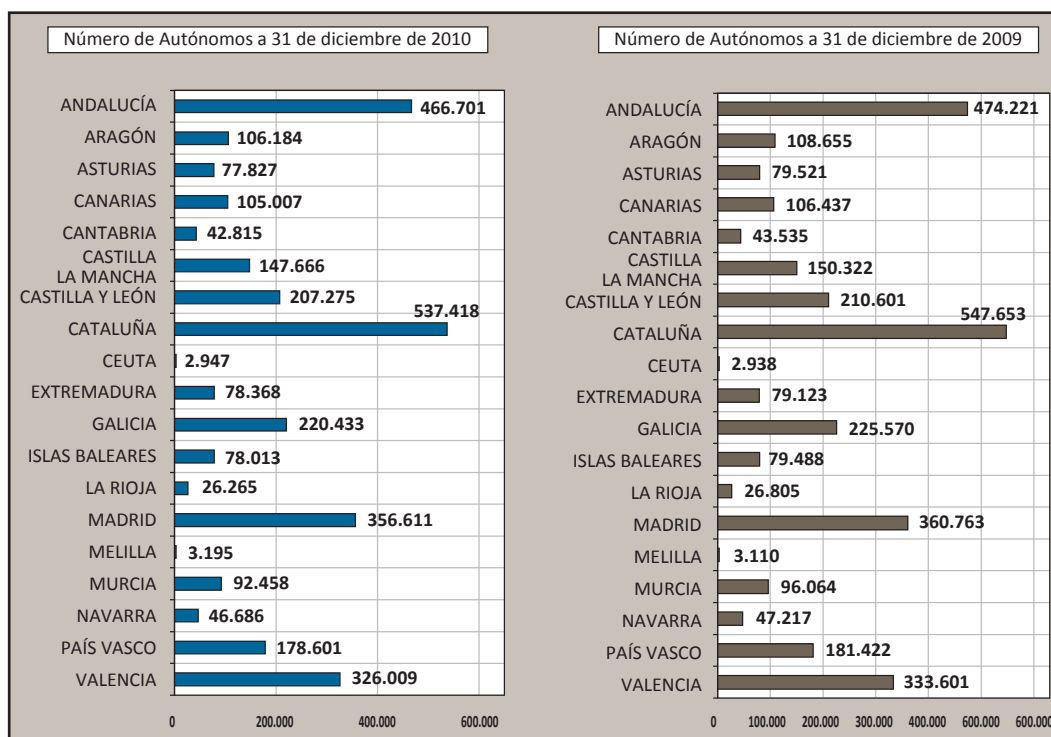 Número de Autónomos a 31 de diciembre de 2010
ANDALUCÍA 466.701
ARAGÓN 106.184
ASTURIAS 77.827
CANARIAS 105.007
CANTABRIA 42.815
CASTILLA
LA MANCHA 147.666
CASTILLA Y LEÓN 207.275
CATALUÑA 537.418
CEUTA 2.947
EXTREMADURA 78.368
GALICIA 220.433
ISLAS BALEARES 78.013
LA RIOJA 26.265
MADRID 356.611
MELILLA 3.195
MURCIA 92.458
NAVARRA 46.686
PAÍS VASCO 178.601
VALENCIA 326.009
0 200.000 400.000 600.000
Número de Autónomos a 31 de diciembre de 2009
ANDALUCÍA 474.221
ARAGÓN 108.655
ASTURIAS 79.521
CANARIAS 106.437
CANTABRIA 43.535
CASTILLA
LA MANCHA 150.322
CASTILLA Y LEÓN 210.601
CATALUÑA 547.653
CEUTA 2.938
EXTREMADURA 79.123
GALICIA 225.570
ISLAS BALEARES 79.488
LA RIOJA 26.805
MADRID 360.763
MELILLA 3.110
MURCIA 96.064
NAVARRA 47.217
PAÍS VASCO 181.422
VALENCIA 333.601
0 100.000 200.000 300.000 400.000 500.000 600.000